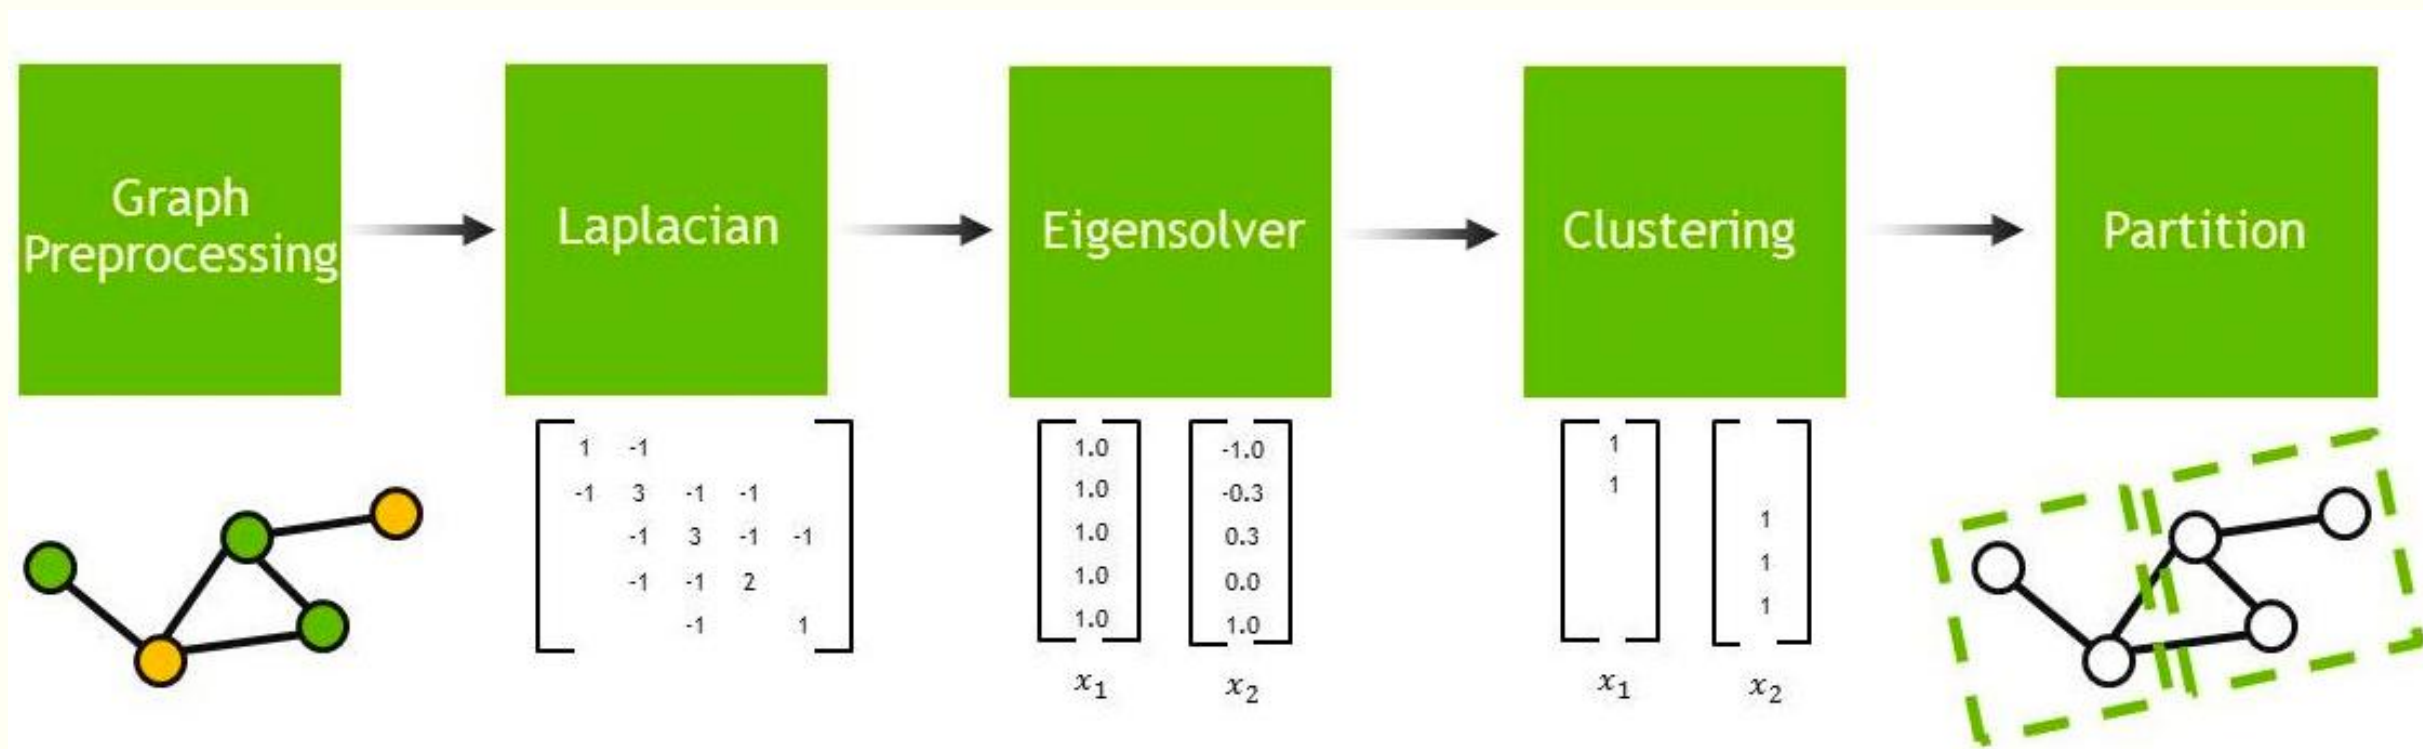 Graph
Preprocessing
Laplacian
Eigensolver
Clustering
Partition
1 -1
-1 3 -1 -1
-1 3 -1 -1
-1 -1 2
-1 1
1.0
1.0
1.0
1.0
1.0
x₁
-1.0
-0.3
0.3
0.0
1.0
x₂
1
1
x₁
1
1
1
x₂